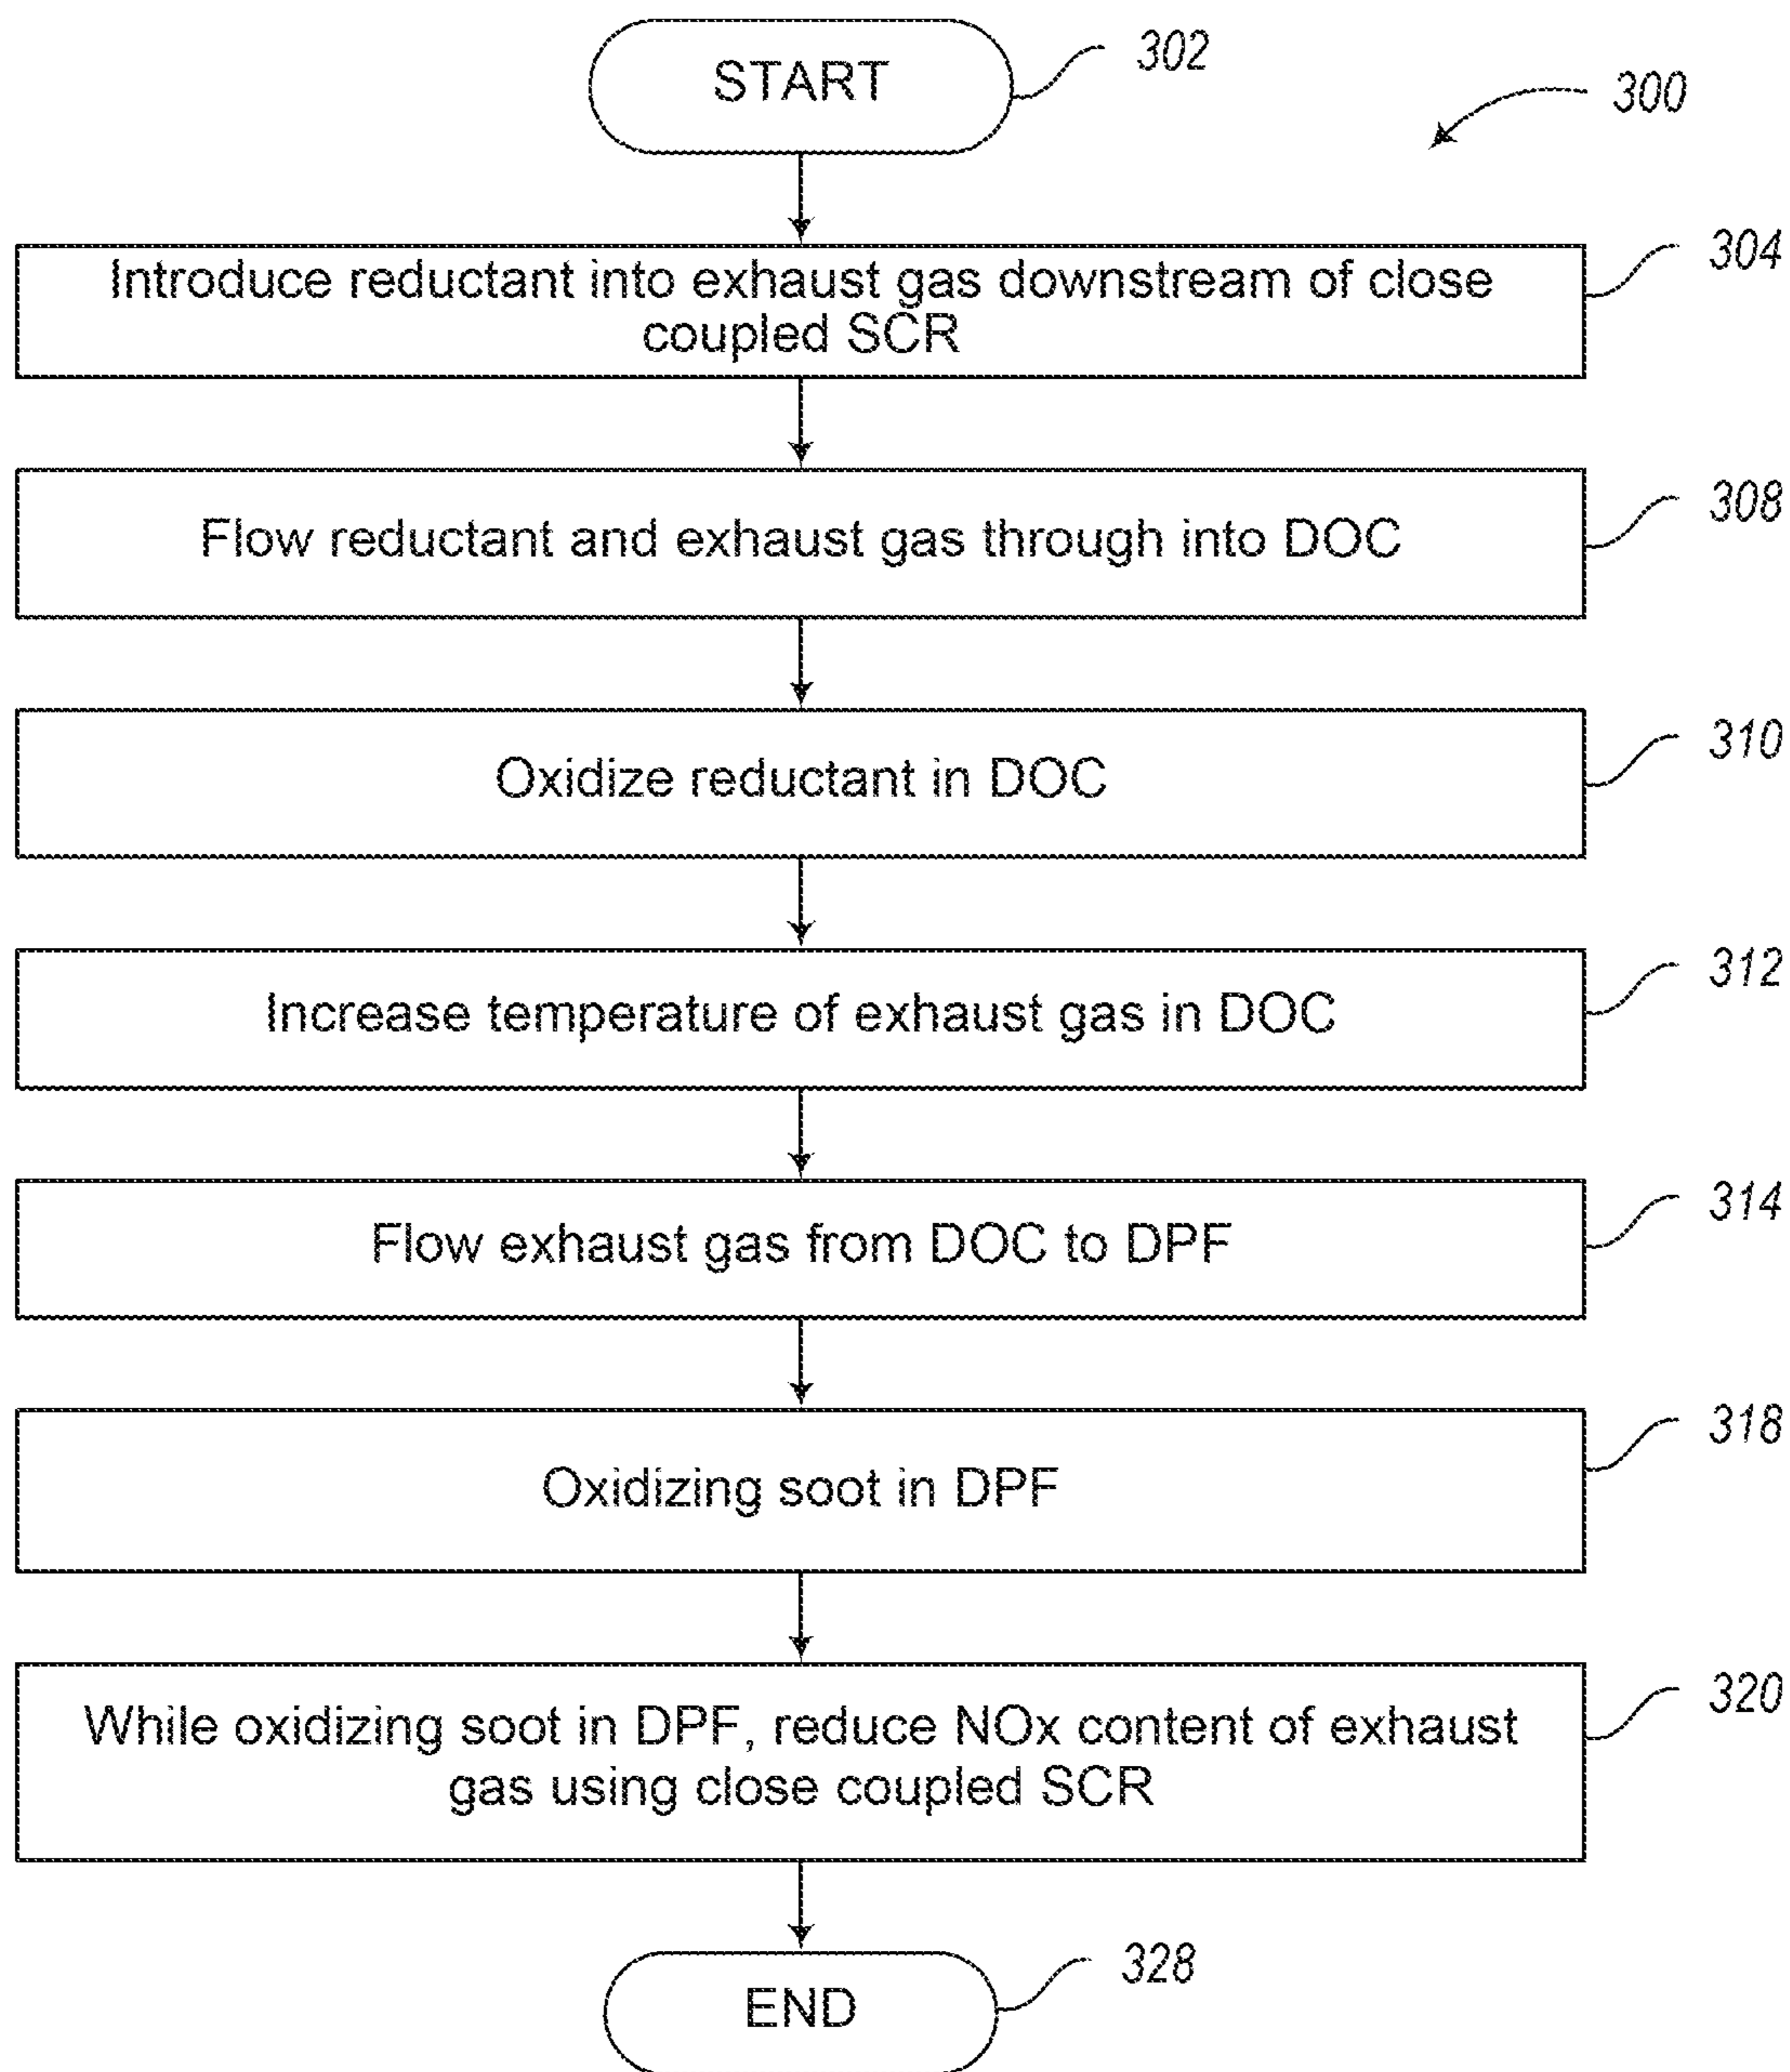 START
302
300
Introduce reductant into exhaust gas downstream of close
coupled SCR
304
Flow reductant and exhaust gas through into DOC
308
Oxidize reductant in DOC
310
Increase temperature of exhaust gas in DOC
312
Flow exhaust gas from DOC to DPF
314
Oxidizing soot in DPF
318
While oxidizing soot in DPF, reduce NOx content of exhaust
gas using close coupled SCR
320
END
328